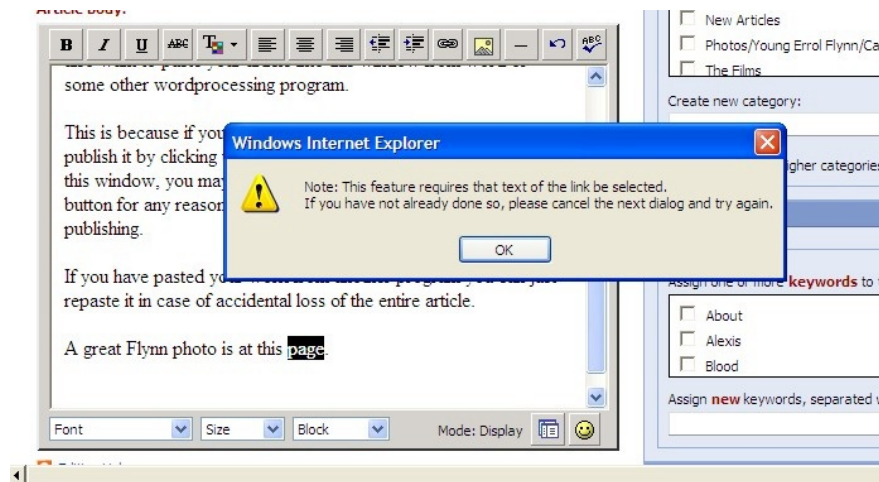 Article Body:
B I U ABC T
ABC
some other wordprocessing program.
This is because if you
publish it by clicking
this window, you may
button for any reason
publishing.
If you have pasted
repaste it in case of accidental loss of the entire article.
A great Flynn photo is at this page.
Font Size Block Mode: Display
Windows Internet Explorer
Note: This feature requires that text of the link be selected.
If you have not already done so, please cancel the next dialog and try again.
OK
New Articles
Photos/Young Errol Flynn/Ca
The Films
Create new category:
igher categories
Assign one or more keywords to
About
Alexis
Blood
Assign new keywords, separated